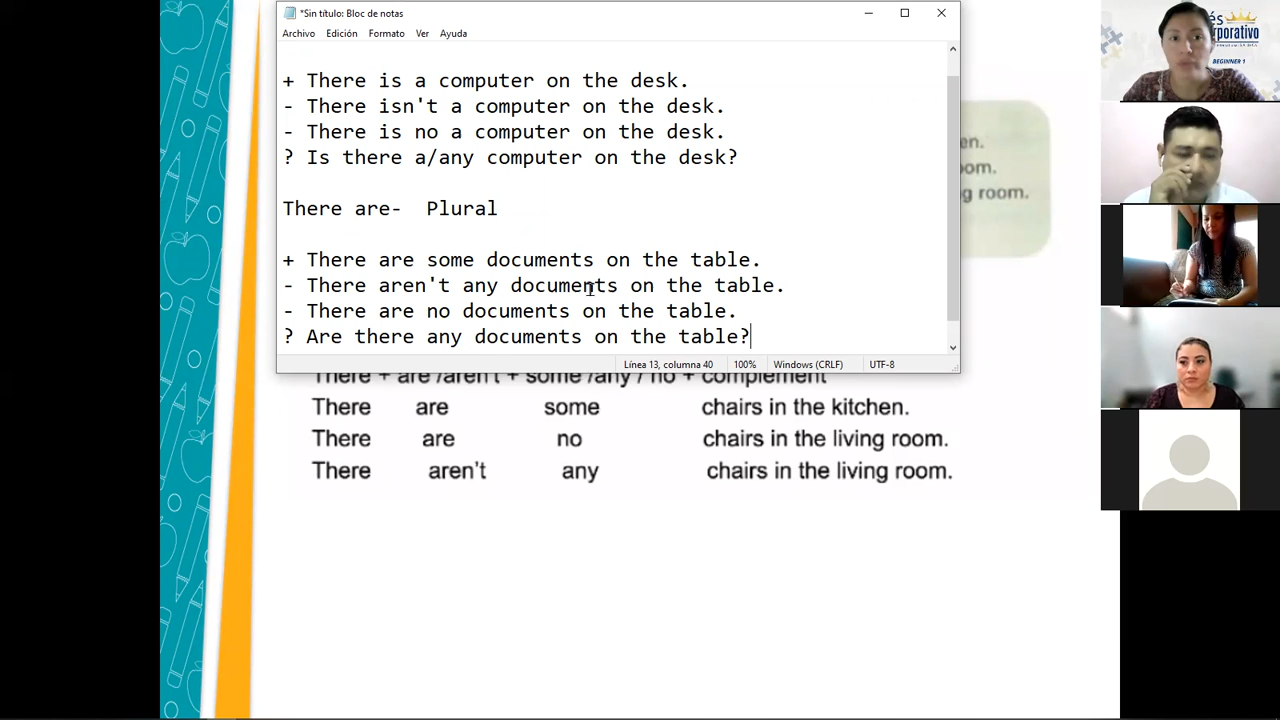 *Sin título: Bloc de notas
Archivo Edición Formato Ver Ayuda
+ There is a computer on the desk.
- There isn't a computer on the desk.
- There is no a computer on the desk.
? Is there a/any computer on the desk?
There are- Plural
+ There are some documents on the table.
- There aren't any documents on the table.
- There are no documents on the table.
? Are there any documents on the table?
Línea 13, columna 40 100% Windows (CRLF) UTF-8
en.
oom.
g room.
There + are /aren't + some /any / no + complement
There are some chairs in the kitchen.
There are no chairs in the living room.
There aren't any chairs in the living room.
és
rporativo
BEGINNER 1